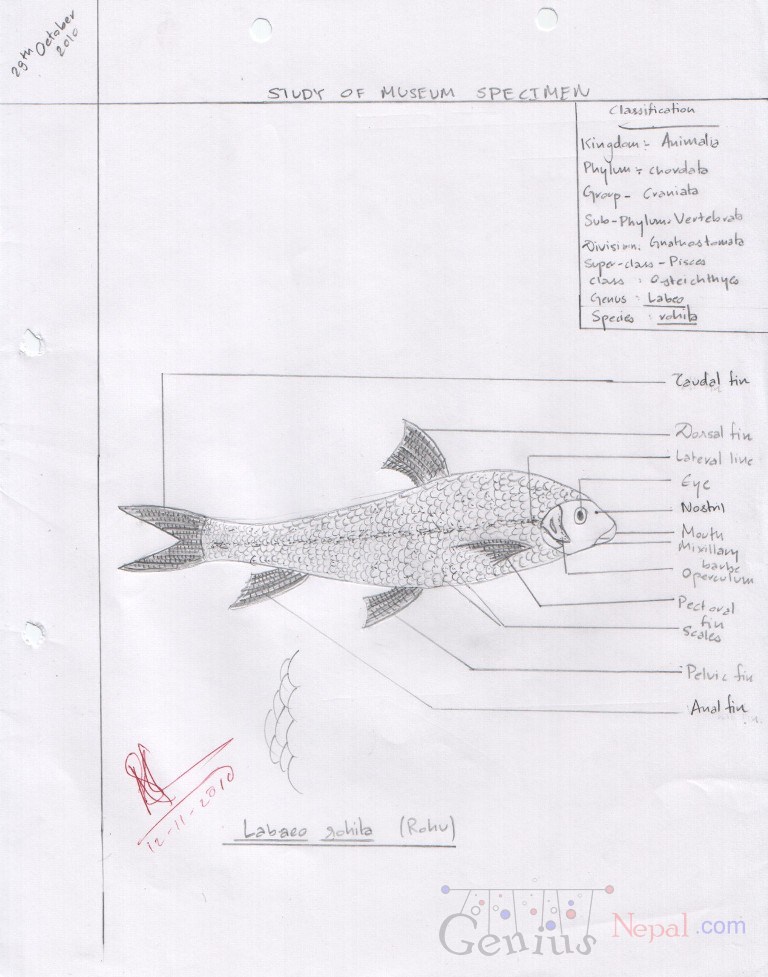 29th October
2010
STUDY OF MUSEUM SPECIMEN
Classification
Kingdom:- Animalia
Phylum:- chordata
Group- Craniata
Sub-Phylum:Vertebrata
Division: Gnathostomata
Super-class-Pisces
class : Osteichthyes
Genus : Labeo
Species : rohita
Caudal fin
Dorsal fin
Lateral line
Eye
Nostril
Mouth
Mixillary
barbe
Operculum
Pectoral
fin
Scales
Pelvic fin
Anal fin
12-11-2010
Labaeo rohita (Rohu)
Genius Nepal.com